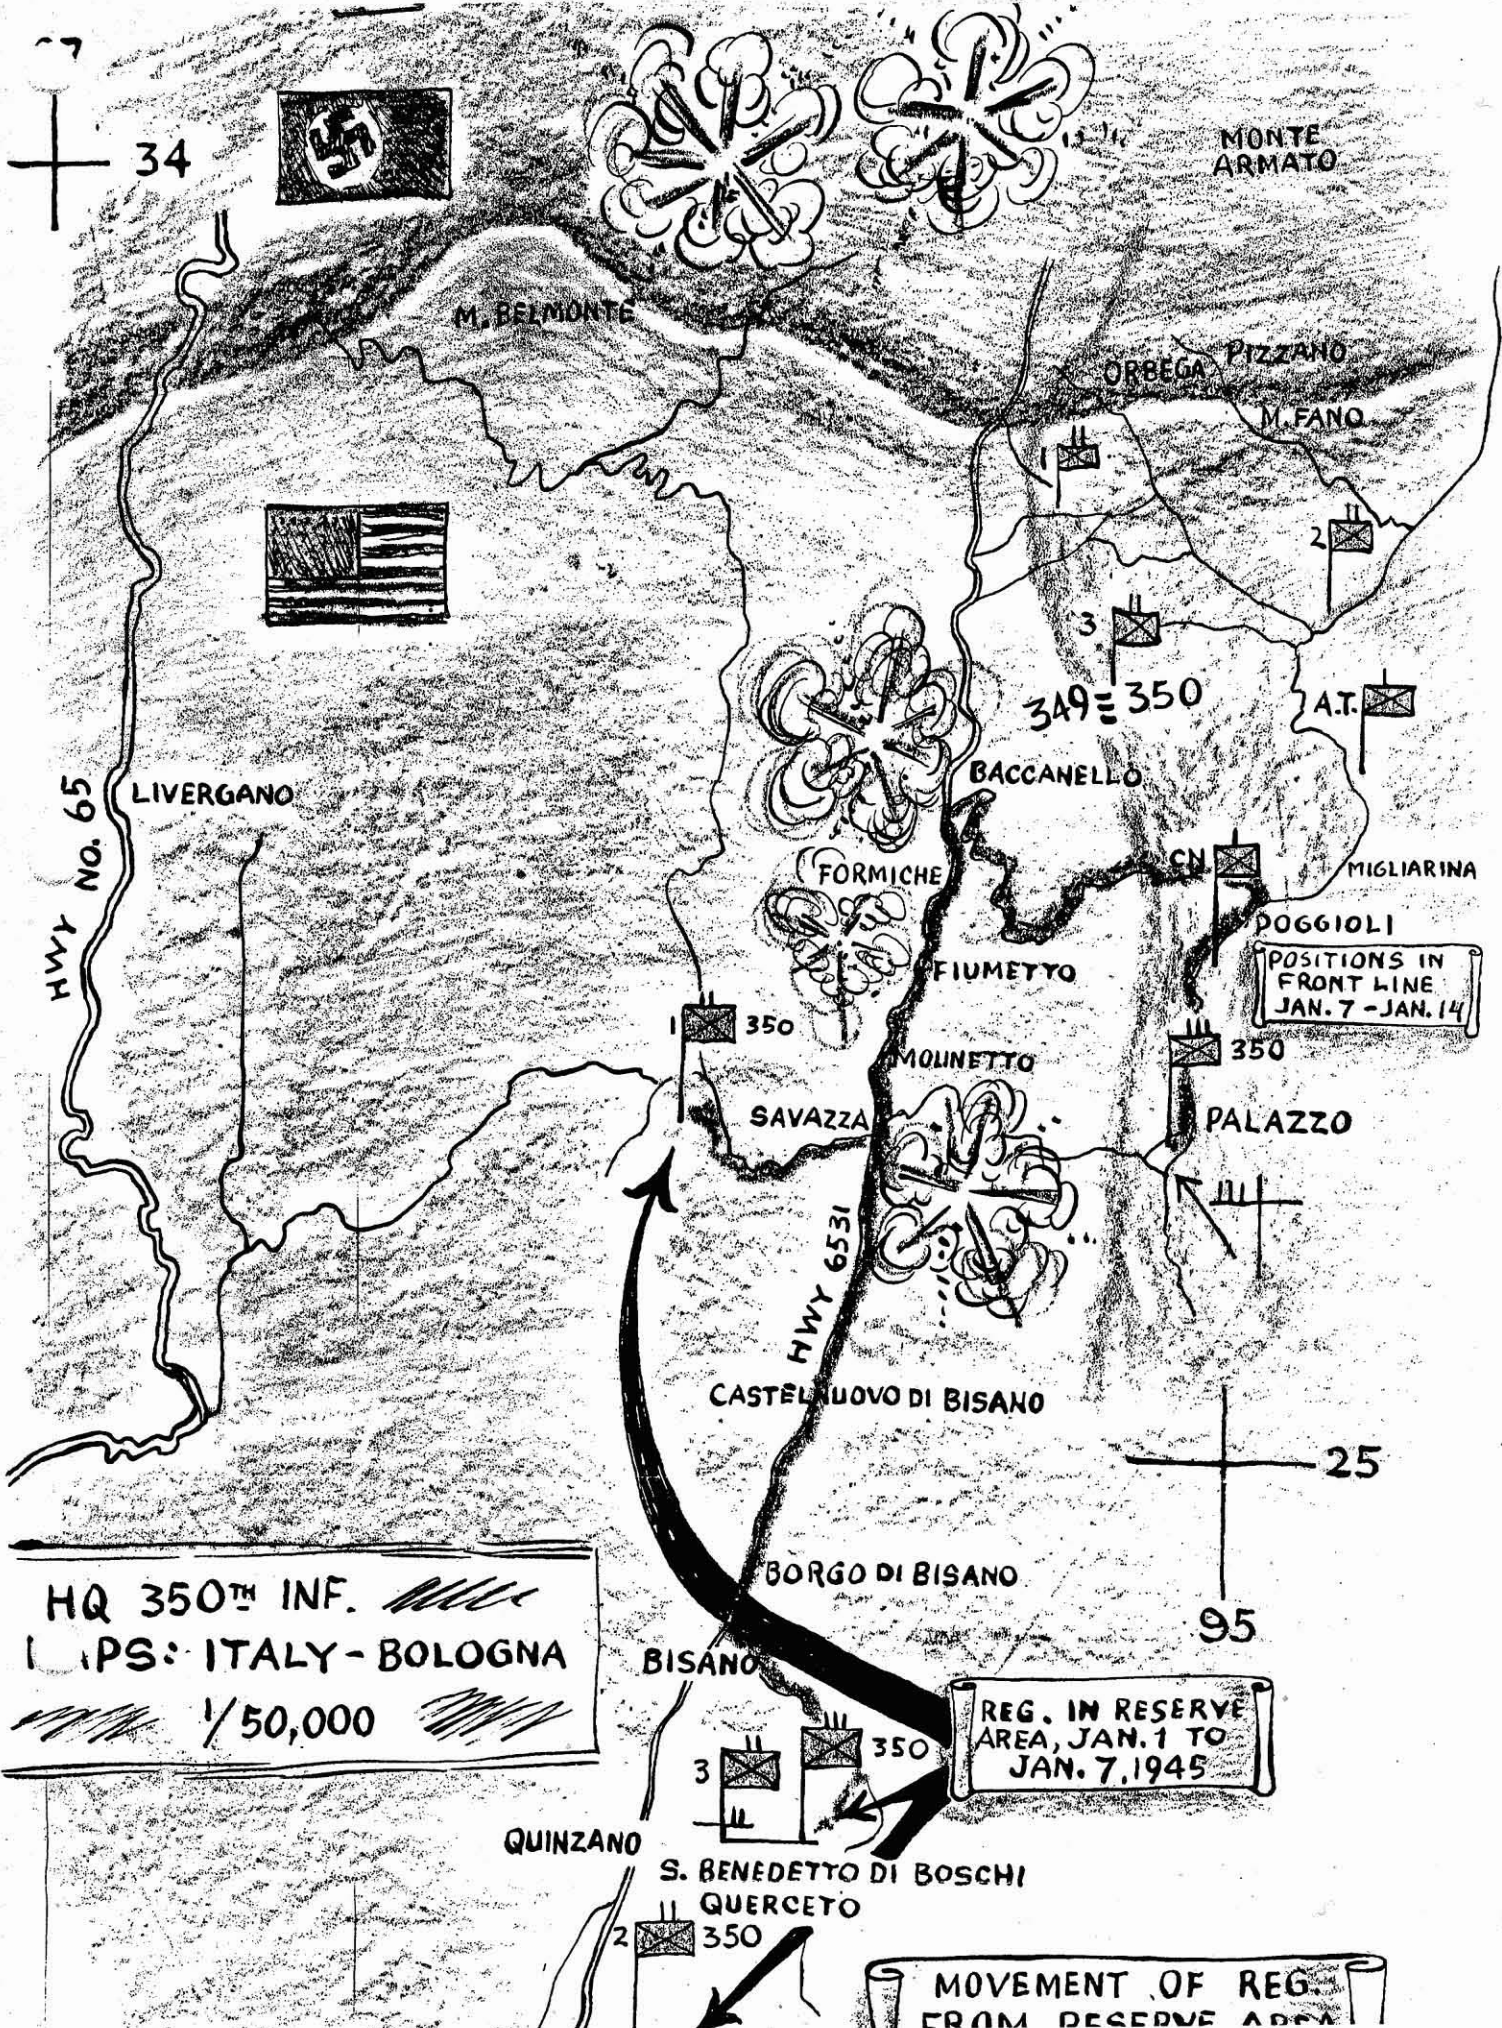 34
MONTE
ARMATO
M. BELMONTE
ORBEGA
PIZZANO
M. FANO
1
2
3
349 350
A.T.
HWY NO. 65
LIVERGANO
BACCANELLO
FORMICHE
CN
MIGLIARINA
POGGIOLI
FIUMETTO
POSITIONS IN
FRONT LINE
JAN. 7 - JAN. 14
1 350
MOLINETTO
350
SAVAZZA
PALAZZO
HWY 6531
CASTELNUOVO DI BISANO
25
95
BORGO DI BISANO
HQ 350TH INF.
PS: ITALY - BOLOGNA
1/50,000
BISANO
REG. IN RESERVE
AREA, JAN. 1 TO
JAN. 7, 1945
3
350
QUINZANO
S. BENEDETTO DI BOSCHI
QUERCETO
2 350
MOVEMENT OF REG.
FROM RESERVE AREA